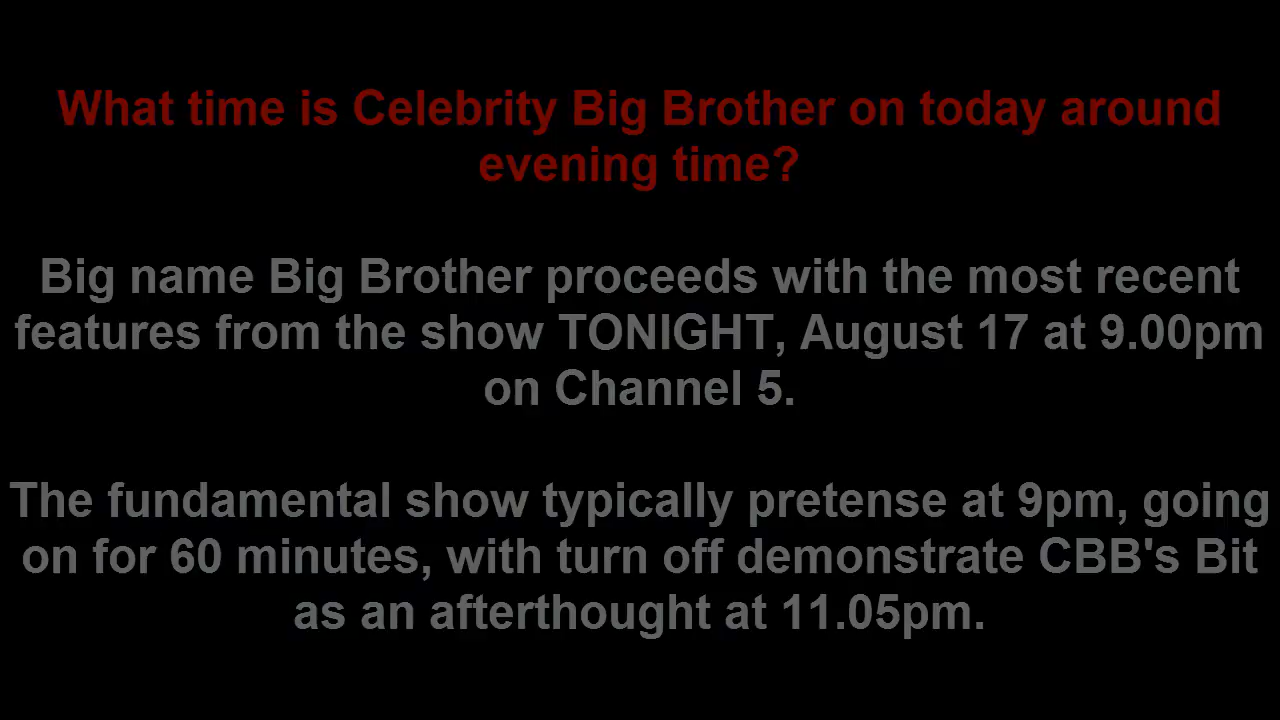 What time is Celebrity Big Brother on today around
evening time?
Big name Big Brother proceeds with the most recent
features from the show TONIGHT, August 17 at 9.00pm
on Channel 5.
The fundamental show typically pretense at 9pm, going
on for 60 minutes, with turn off demonstrate CBB's Bit
as an afterthought at 11.05pm.